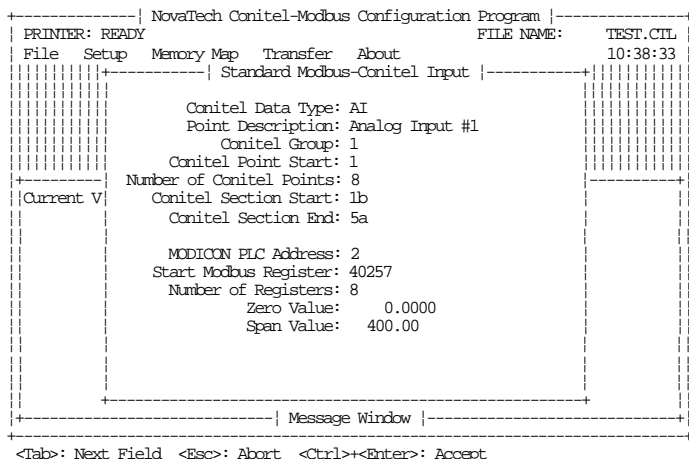 NovaTech Conitel-Modbus Configuration Program
PRINTER: READY FILE NAME: TEST.CTL
File Setup Memory Map Transfer About 10:38:33
Standard Modbus-Conitel Input
Conitel Data Type: AI
Point Description: Analog Input #1
Conitel Group: 1
Conitel Point Start: 1
Number of Conitel Points: 8
Current V
Conitel Section Start: 1b
Conitel Section End: 5a
MODICON PLC Address: 2
Start Modbus Register: 40257
Number of Registers: 8
Zero Value: 0.0000
Span Value: 400.00
Message Window
<Tab>: Next Field <Esc>: Abort <Ctrl>+<Enter>: Accept